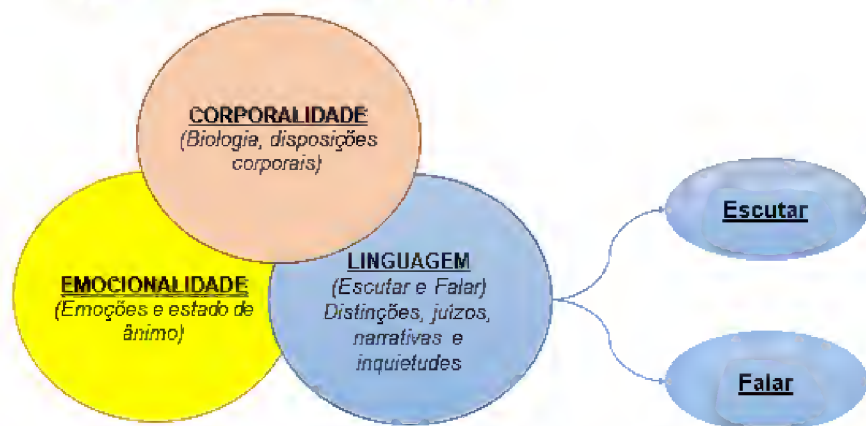 CORPORALIDADE
(Biologia, disposições
corporais)
EMOCIONALIDADE
(Emoções e estado de
ânimo)
LINGUAGEM
(Escutar e Falar)
Distinções, juízos,
narrativas e
inquietudes
Escutar
Falar